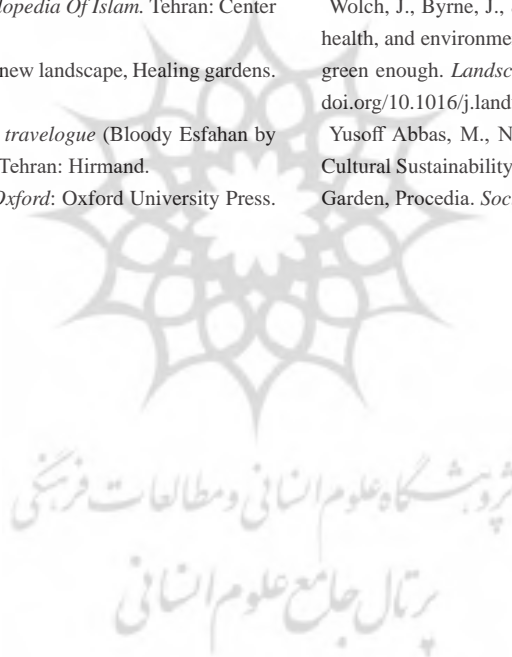 clopedia Of Islam. Tehran: Center
new landscape, Healing gardens.
travelogue (Bloody Esfahan by
Tehran: Hirmand.
Oxford: Oxford University Press.
Wolch, J., Byrne, J., &
health, and environme
green enough. Landsc
doi.org/10.1016/j.land
Yusoff Abbas, M., N
Cultural Sustainability
Garden, Procedia. Soc
پژوهشگاه علوم انسانی و مطالعات فرهنگی
پرتال جامع علوم انسانی